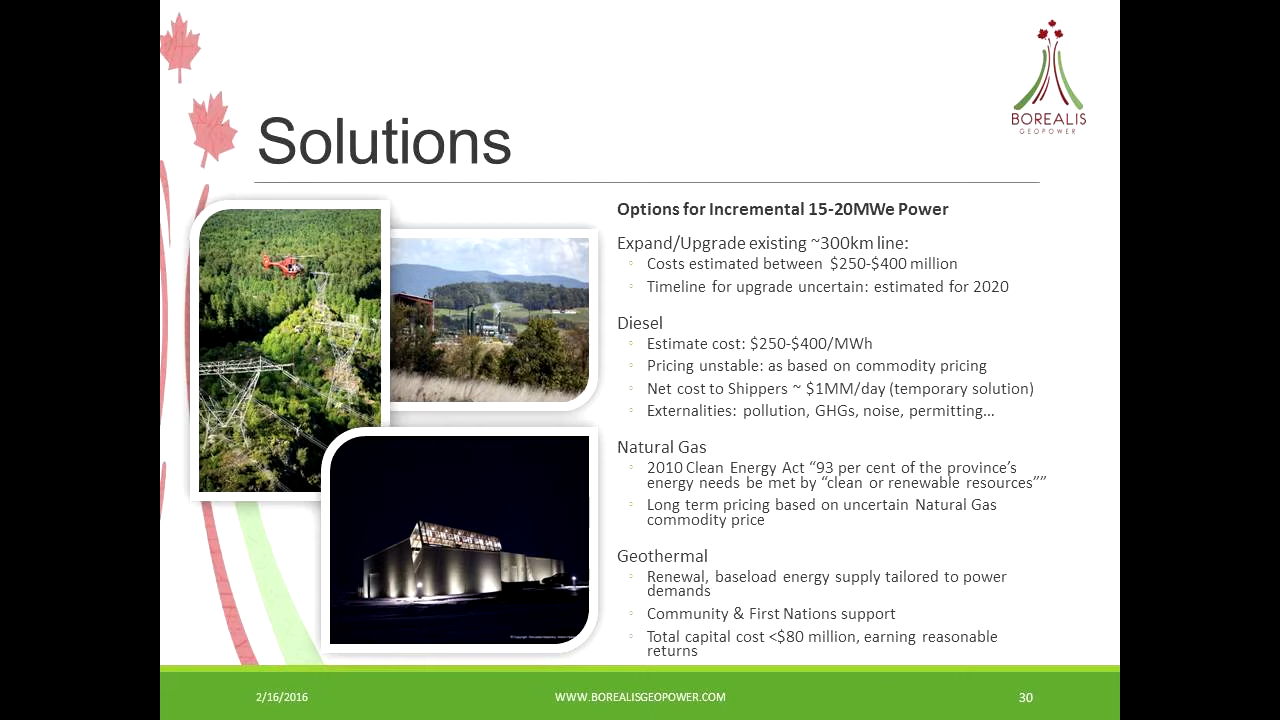 BOREALIS
GEOPOWER
Solutions
Options for Incremental 15-20MWe Power
Expand/Upgrade existing ~300km line:
Costs estimated between $250-$400 million
Timeline for upgrade uncertain: estimated for 2020
Diesel
Estimate cost: $250-$400/MWh
Pricing unstable: as based on commodity pricing
Net cost to Shippers ~ $1MM/day (temporary solution)
Externalities: pollution, GHGs, noise, permitting…
Natural Gas
2010 Clean Energy Act “93 per cent of the province’s
energy needs be met by “clean or renewable resources””
Long term pricing based on uncertain Natural Gas
commodity price
Geothermal
Renewal, baseload energy supply tailored to power
demands
Community & First Nations support
Total capital cost <$80 million, earning reasonable
returns
2/16/2016
WWW.BOREALISGEOPOWER.COM
30